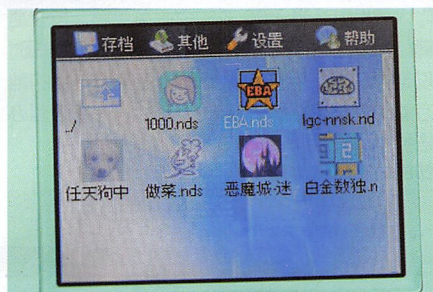 存档 其他 设置 帮助
../ 1000.nds EBA.nds lgc-nnsk.nd
任天狗中 做菜.nds 恶魔城-迷 白金数独.n
EBA
2